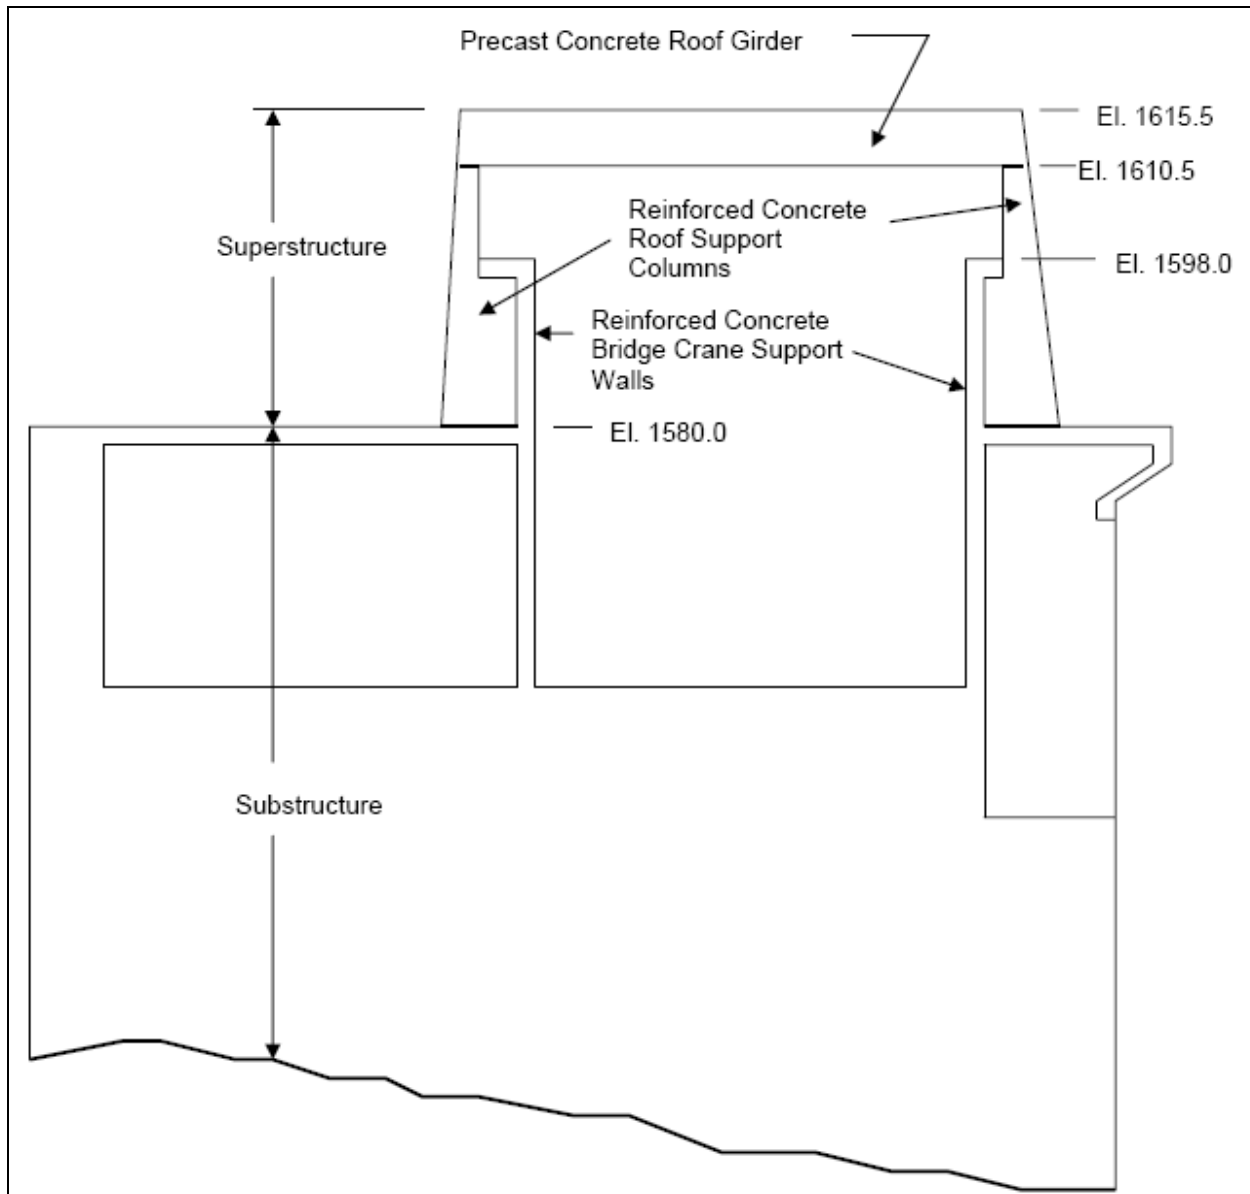 Precast Concrete Roof Girder
El. 1615.5
El. 1610.5
Reinforced Concrete
Roof Support
Columns
Superstructure
El. 1598.0
Reinforced Concrete
Bridge Crane Support
Walls
El. 1580.0
Substructure